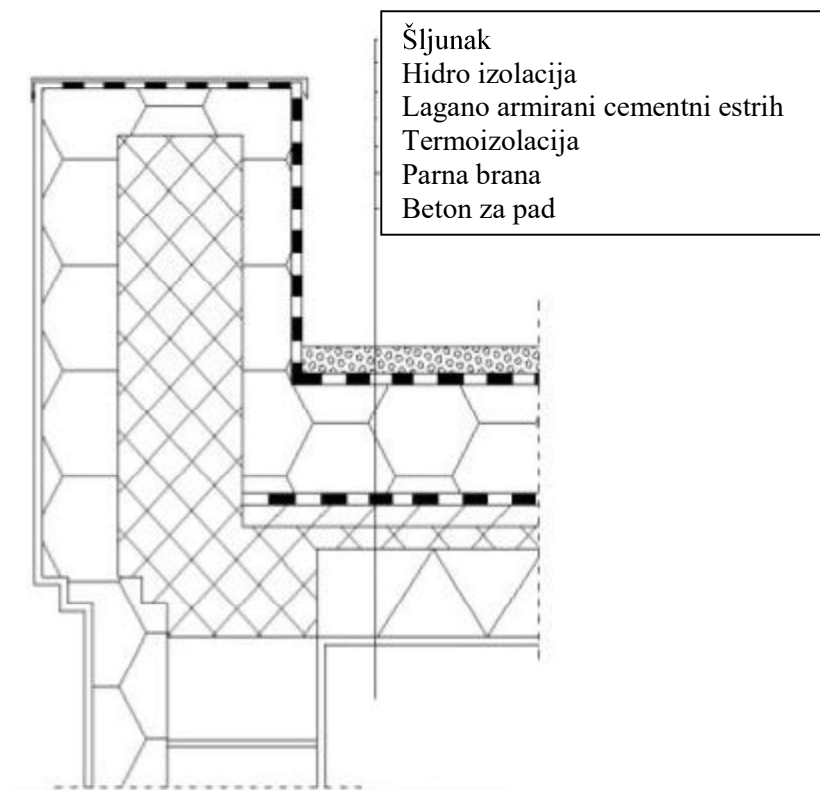 Šljunak
Hidro izolacija
Lagano armirani cementni estrih
Termoizolacija
Parna brana
Beton za pad